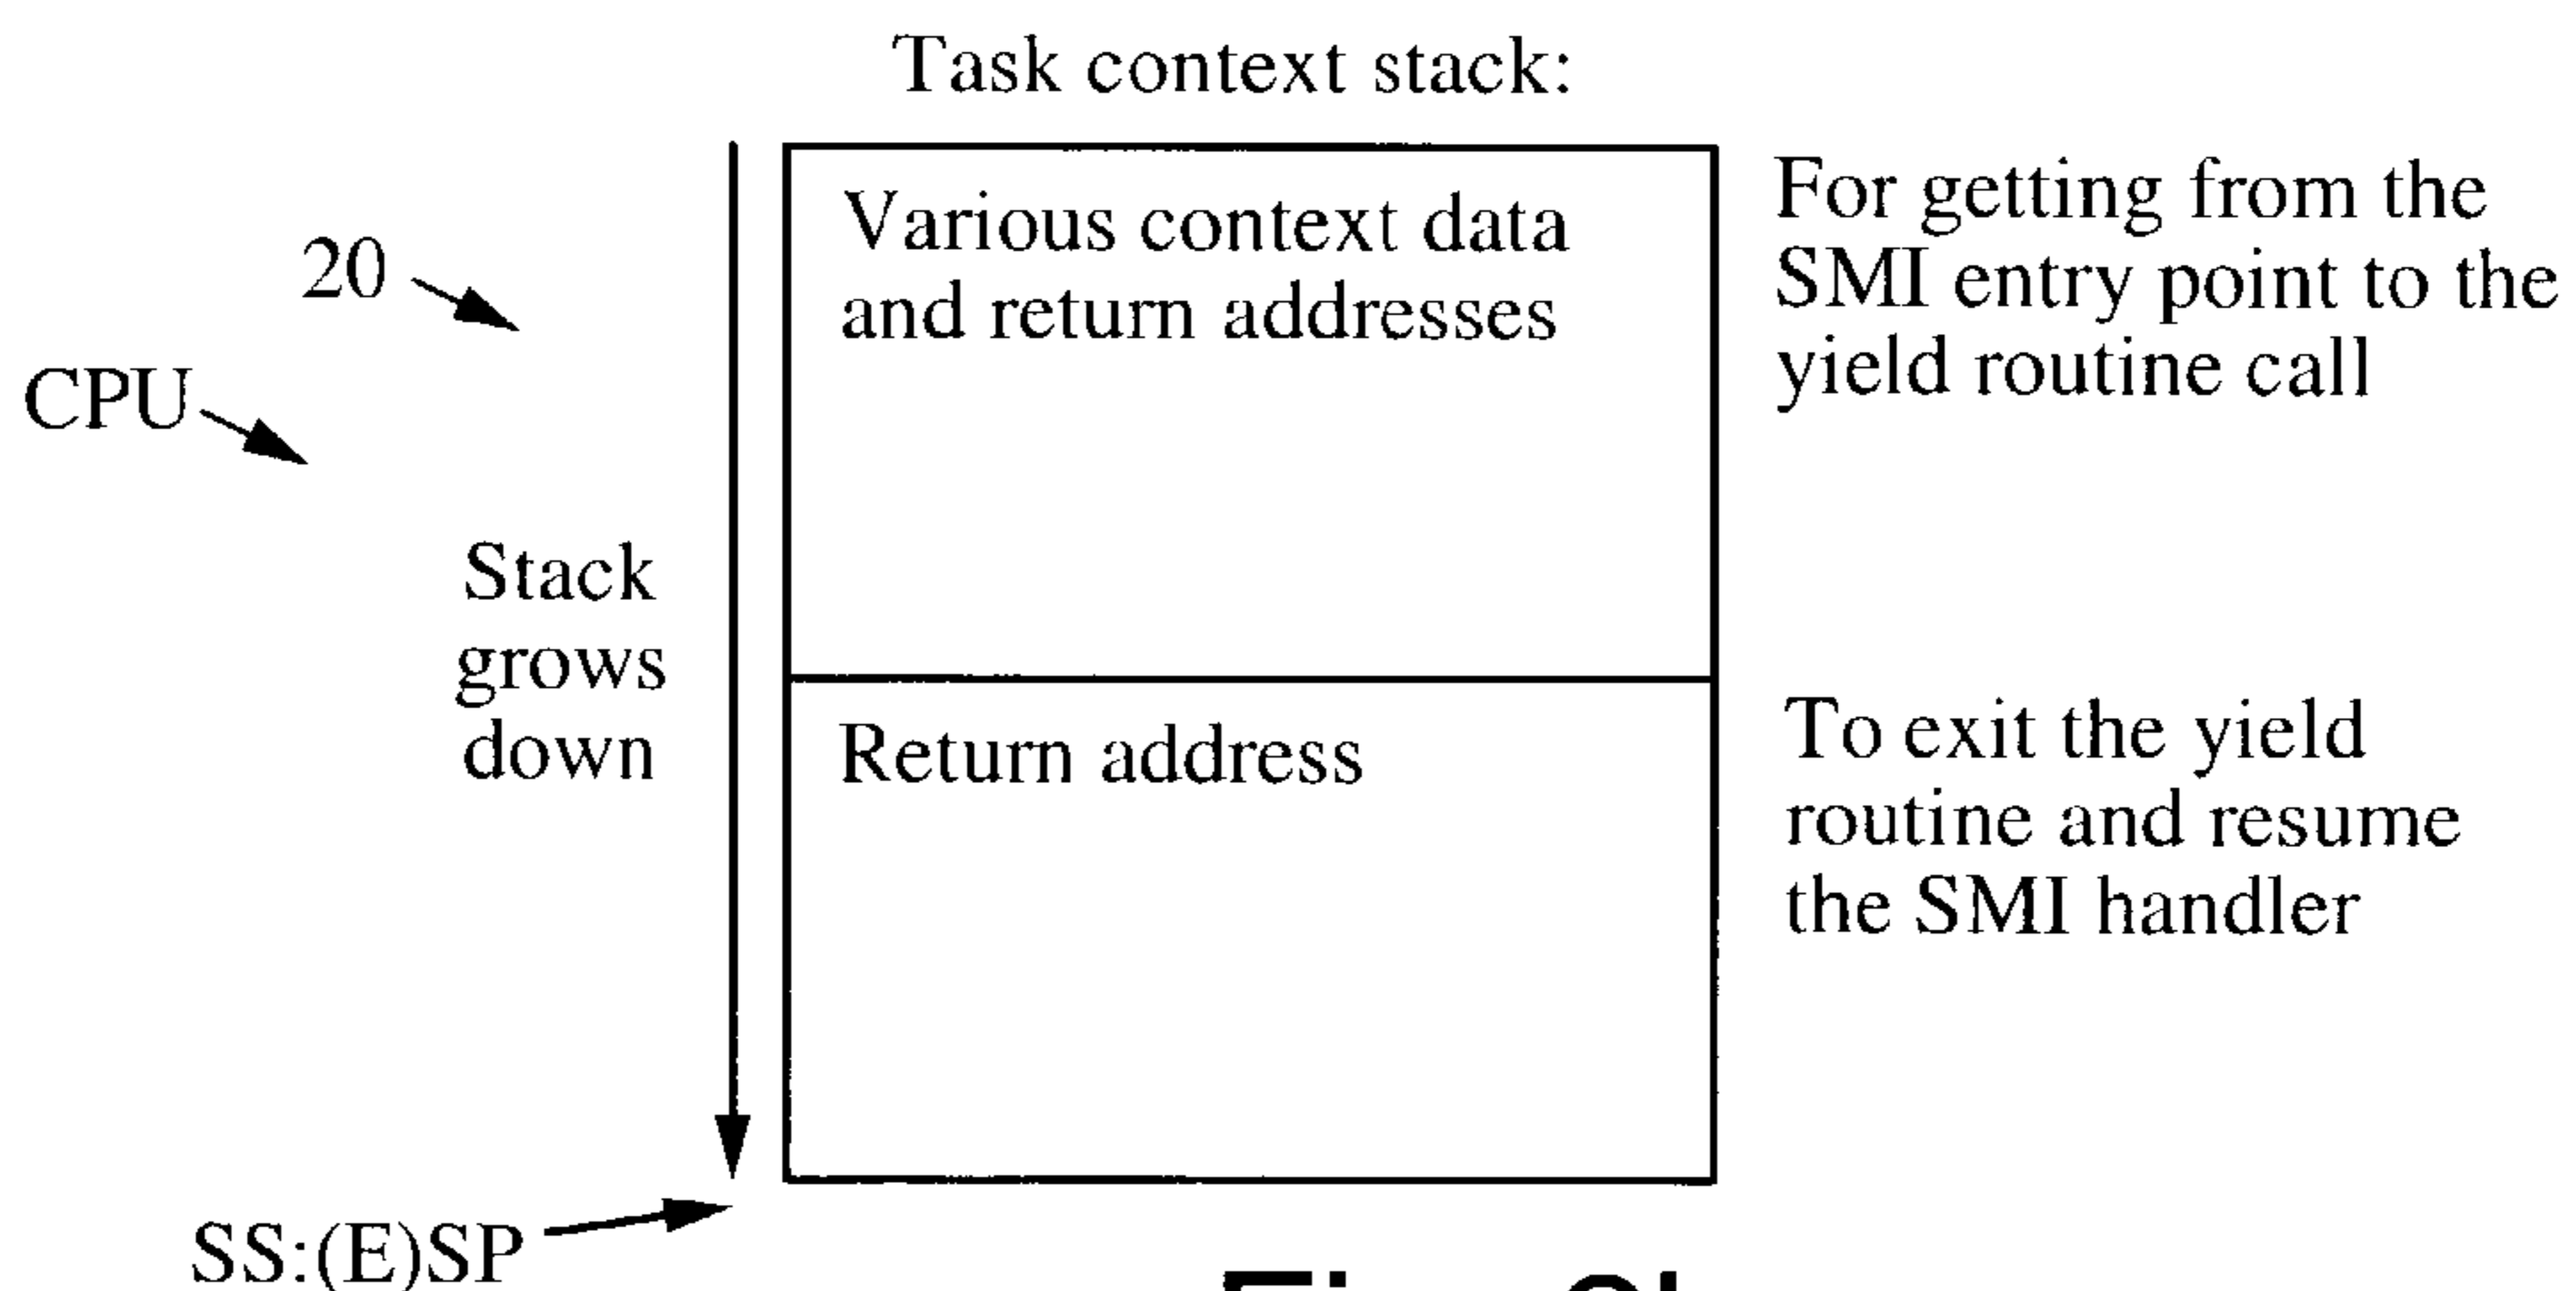 Task context stack:
Various context data
and return addresses
For getting from the
SMI entry point to the
yield routine call
20
CPU
Stack
grows
down
Return address
To exit the yield
routine and resume
the SMI handler
SS:(E)SP